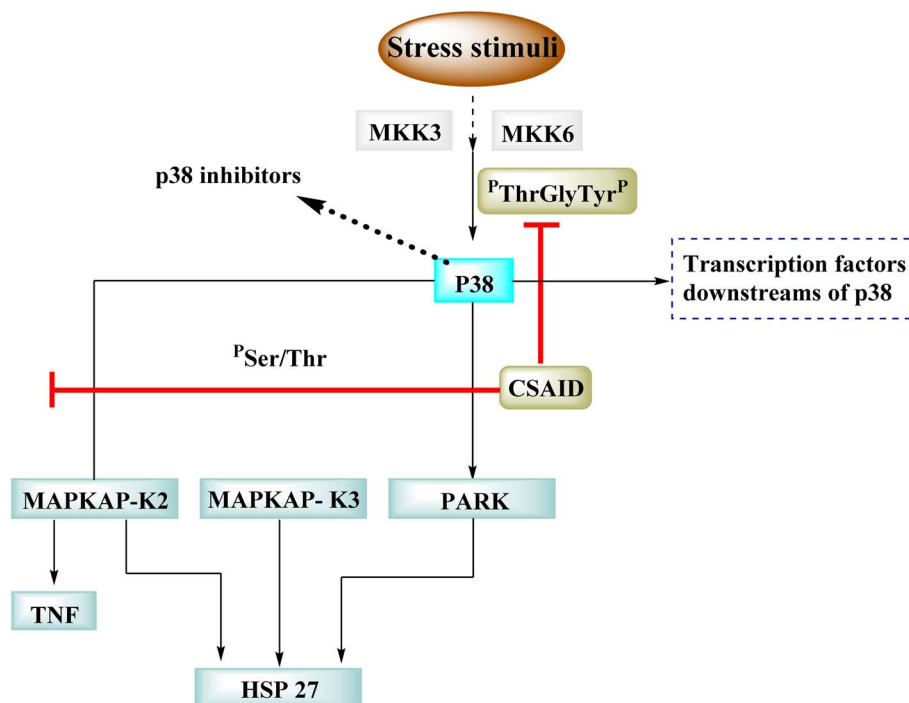 Stress stimuli
MKK3
MKK6
p38 inhibitors
PThrGlyTyrP
P38
Transcription factors
downstreams of p38
PSer/Thr
CSAID
MAPKAP-K2
MAPKAP- K3
PARK
TNF
HSP 27